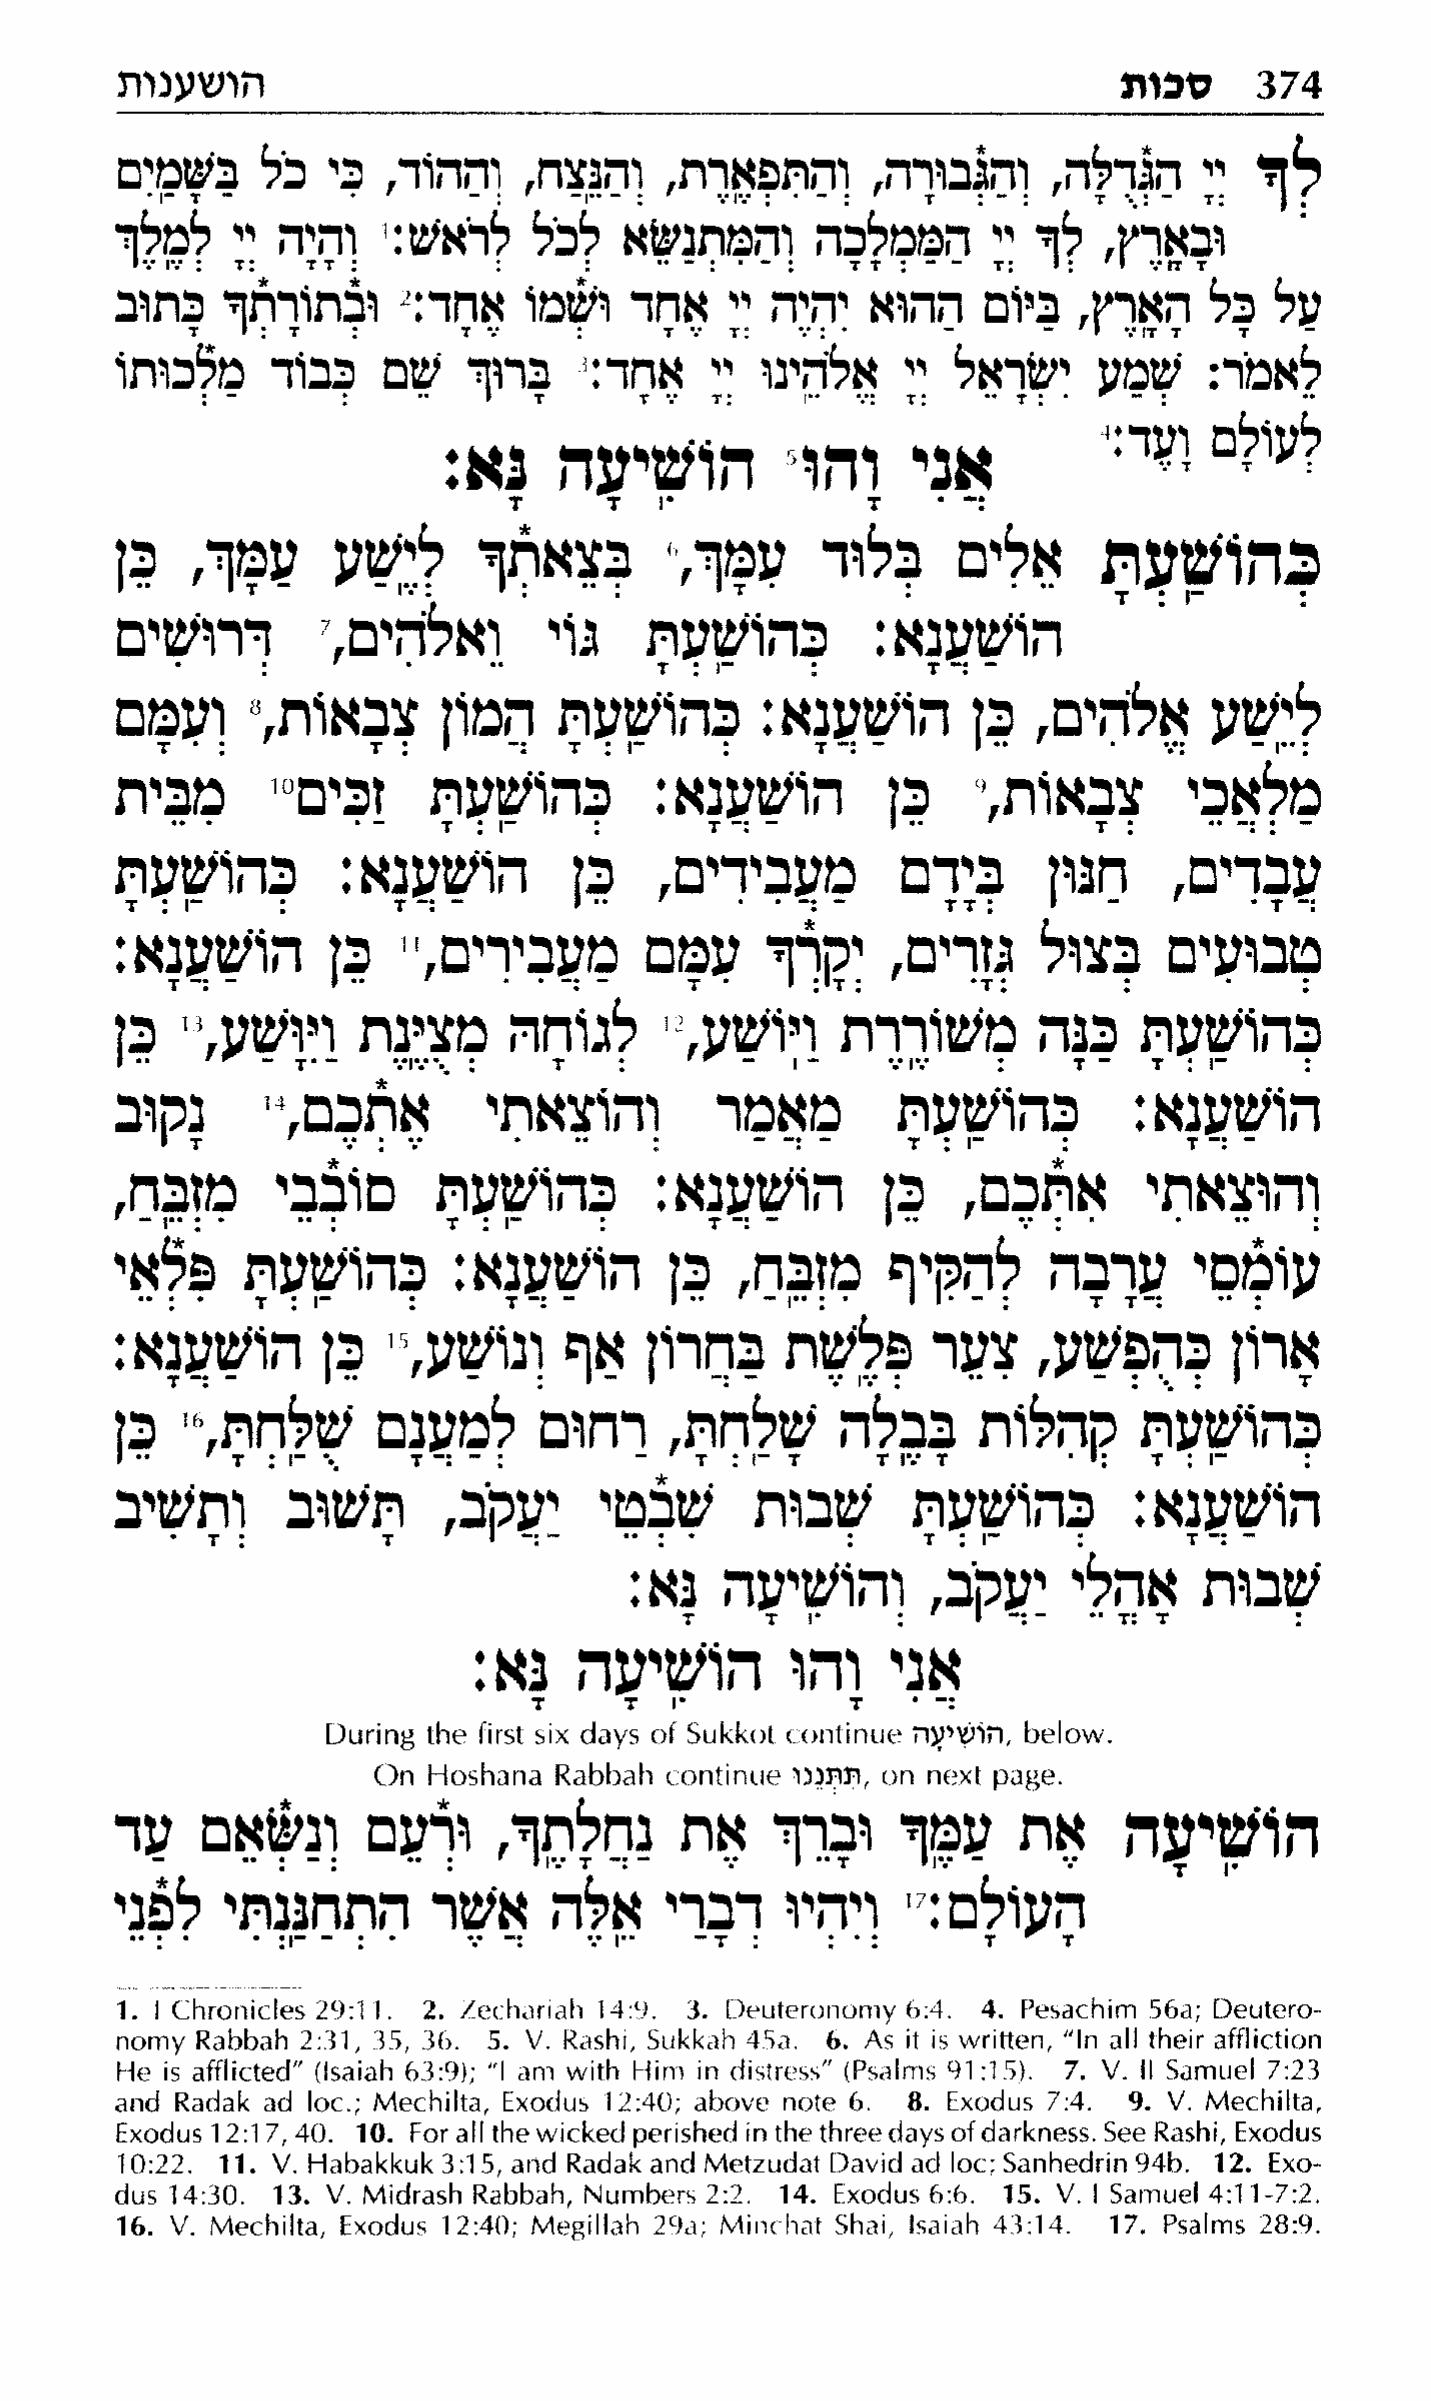 374 סכות הושענות
לְךָ יְיָ הַגְּדֻלָּה, וְהַגְּבוּרָה, וְהַתִּפְאֶרֶת, וְהַנֵּצַח, וְהַהוֹד, כִּי כֹל בַּשָּׁמַיִם
וּבָאָרֶץ, לְךָ יְיָ הַמַּמְלָכָה וְהַמִּתְנַשֵּׂא לְכֹל לְרֹאשׁ:1 וְהָיָה יְיָ לְמֶלֶךְ
עַל כָּל הָאָרֶץ, בַּיּוֹם הַהוּא יִהְיֶה יְיָ אֶחָד וּשְׁמוֹ אֶחָד:2 וּבְתוֹרָתְךָ כָּתוּב
לֵאמֹר: שְׁמַע יִשְׂרָאֵל יְיָ אֱלֹהֵינוּ יְיָ אֶחָד:3 בָּרוּךְ שֵׁם כְּבוֹד מַלְכוּתוֹ
לְעוֹלָם וָעֶד:4
אֲנִי וָהוּ5 הוֹשִׁיעָה נָּא:
כְּהוֹשַׁעְתָּ אֵלִים בְּלוּד עִמָּךְ,6 בְּצֵאתְךָ לְיֵשַׁע עַמָּךְ, כֵּן
הוֹשַׁעֲנָא: כְּהוֹשַׁעְתָּ גּוֹי וֵאלֹהִים,7 דְּרוּשִׁים
לְיֵשַׁע אֱלֹהִים, כֵּן הוֹשַׁעֲנָא: כְּהוֹשַׁעְתָּ הֲמוֹן צְבָאוֹת,8 וְעִמָּם
מַלְאֲכֵי צְבָאוֹת,9 כֵּן הוֹשַׁעֲנָא: כְּהוֹשַׁעְתָּ זַכִּים10 מִבֵּית
עֲבָדִים, חַנּוּן בְּיָדָם מַעֲבִידִים, כֵּן הוֹשַׁעֲנָא: כְּהוֹשַׁעְתָּ
טְבוּעִים בְּצוּל גְּזָרִים, יְקָרְךָ עִמָּם מַעֲבִירִים,11 כֵּן הוֹשַׁעֲנָא:
כְּהוֹשַׁעְתָּ כַּנָּה מְשׁוֹרֶרֶת וַיּוֹשַׁע,12 לְגוֹחָהּ מְצֻיֶּנֶת וַיִּוָּשַׁע,13 כֵּן
הוֹשַׁעֲנָא: כְּהוֹשַׁעְתָּ מַאֲמַר וְהוֹצֵאתִי אֶתְכֶם,14 נָקוּב
וְהוּצֵאתִי אִתְּכֶם, כֵּן הוֹשַׁעֲנָא: כְּהוֹשַׁעְתָּ סוֹבְבֵי מִזְבֵּחַ,
עוֹמְסֵי עֲרָבָה לְהַקִּיף מִזְבֵּחַ, כֵּן הוֹשַׁעֲנָא: כְּהוֹשַׁעְתָּ פִּלְאֵי
אָרוֹן כְּהֻפְשַׁע, צִעֵר פְּלֶשֶׁת בַּחֲרוֹן אַף וְנוֹשַׁע,15 כֵּן הוֹשַׁעֲנָא:
כְּהוֹשַׁעְתָּ קְהִלּוֹת בָּבֶלָה שָׁלַחְתָּ, רַחוּם לְמַעֲנָם שֻׁלַּחְתָּ,16 כֵּן
הוֹשַׁעֲנָא: כְּהוֹשַׁעְתָּ שְׁבוּת שִׁבְטֵי יַעֲקֹב, תָּשׁוּב וְתָשִׁיב
שְׁבוּת אָהֳלֵי יַעֲקֹב, וְהוֹשִׁיעָה נָּא:
אֲנִי וָהוּ הוֹשִׁיעָה נָּא:
During the first six days of Sukkot continue הוֹשִׁיעָה, below.
On Hoshana Rabbah continue תִּתְּנֵנוּ, on next page.
הוֹשִׁיעָה אֶת עַמֶּךָ וּבָרֵךְ אֶת נַחֲלָתֶךָ, וּרְעֵם וְנַשְּׂאֵם עַד
הָעוֹלָם:17 וְיִהְיוּ דְבָרַי אֵלֶּה אֲשֶׁר הִתְחַנַּנְתִּי לִפְנֵי
1. I Chronicles 29:11. 2. Zechariah 14:9. 3. Deuteronomy 6:4. 4. Pesachim 56a; Deutero-
nomy Rabbah 2:31, 35, 36. 5. V. Rashi, Sukkah 45a. 6. As it is written, "In all their affliction
He is afflicted" (Isaiah 63:9); "I am with Him in distress" (Psalms 91:15). 7. V. II Samuel 7:23
and Radak ad loc.; Mechilta, Exodus 12:40; above note 6. 8. Exodus 7:4. 9. V. Mechilta,
Exodus 12:17, 40. 10. For all the wicked perished in the three days of darkness. See Rashi, Exodus
10:22. 11. V. Habakkuk 3:15, and Radak and Metzudat David ad loc; Sanhedrin 94b. 12. Exo-
dus 14:30. 13. V. Midrash Rabbah, Numbers 2:2. 14. Exodus 6:6. 15. V. I Samuel 4:11-7:2.
16. V. Mechilta, Exodus 12:40; Megillah 29a; Minchat Shai, Isaiah 43:14. 17. Psalms 28:9.